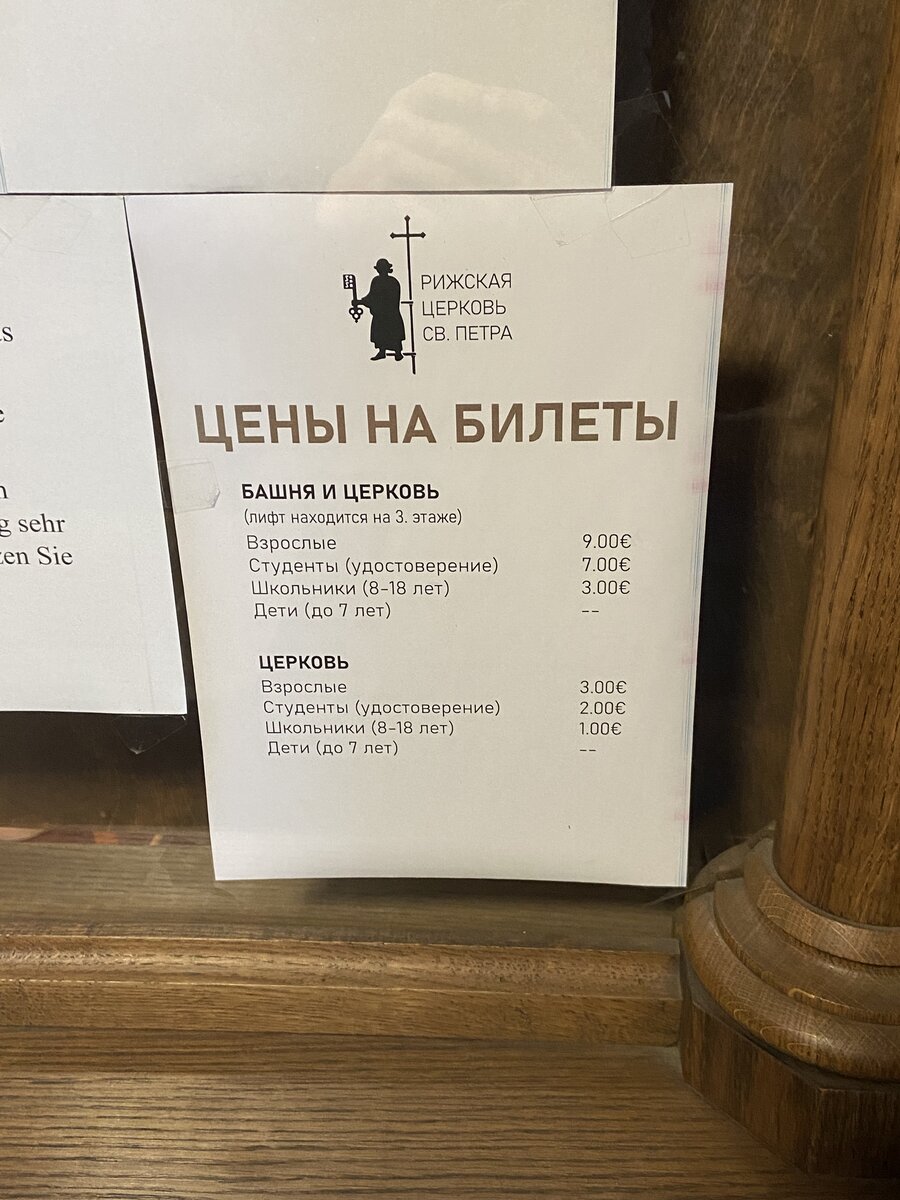 s
e
n
g sehr
zen Sie
РИЖСКАЯ
ЦЕРКОВЬ
СВ. ПЕТРА
ЦЕНЫ НА БИЛЕТЫ
БАШНЯ И ЦЕРКОВЬ
(лифт находится на 3. этаже)
Взрослые 9.00€
Студенты (удостоверение) 7.00€
Школьники (8-18 лет) 3.00€
Дети (до 7 лет) --
ЦЕРКОВЬ
Взрослые 3.00€
Студенты (удостоверение) 2.00€
Школьники (8-18 лет) 1.00€
Дети (до 7 лет) --